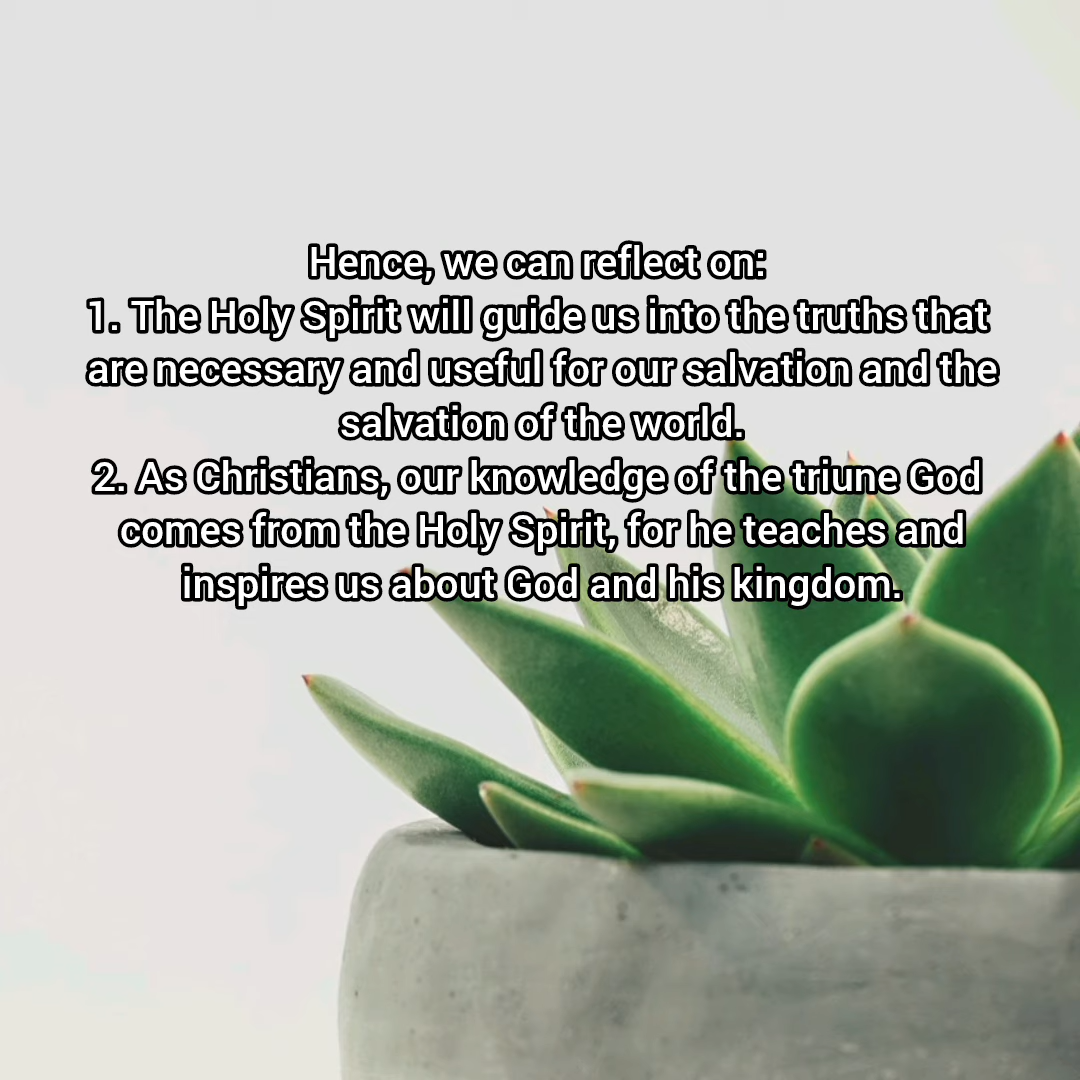 Hence, we can reflect on:
1. The Holy Spirit will guide us into the truths that
are necessary and useful for our salvation and the
salvation of the world.
2. As Christians, our knowledge of the triune God
comes from the Holy Spirit, for he teaches and
inspires us about God and his kingdom.